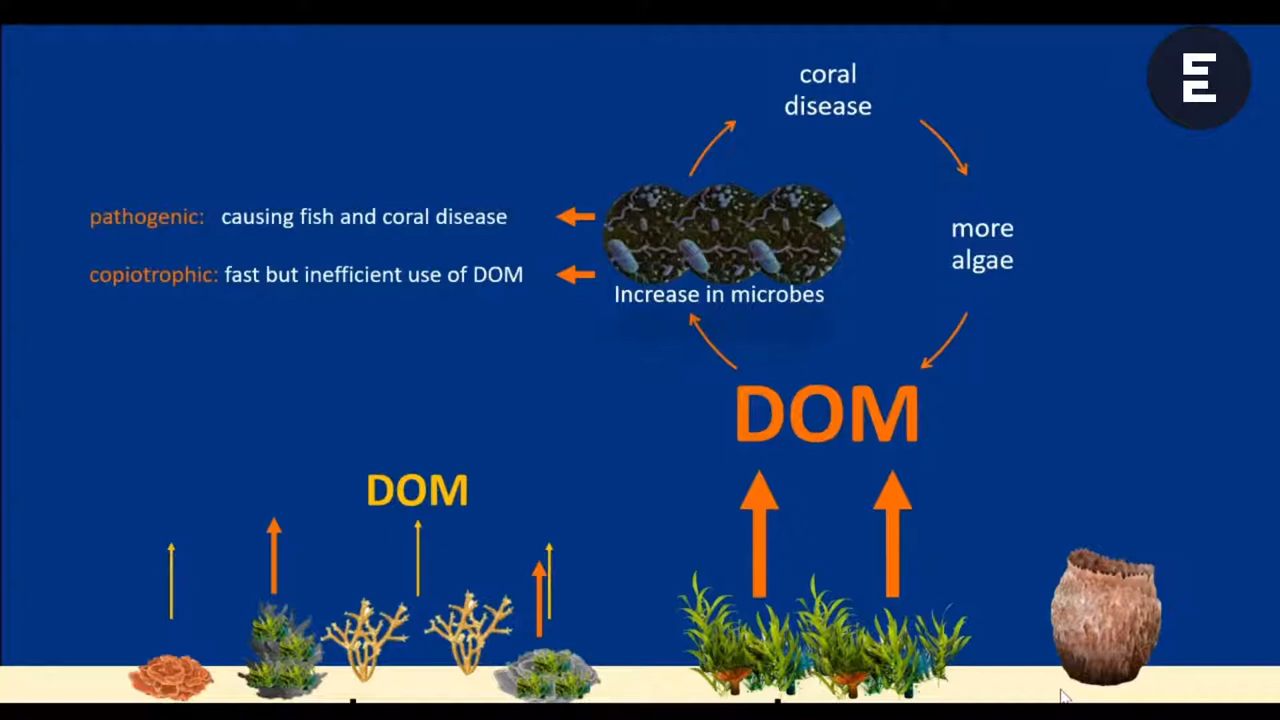 coral
disease
pathogenic: causing fish and coral disease
more
algae
copiotrophic: fast but inefficient use of DOM
Increase in microbes
DOM
DOM